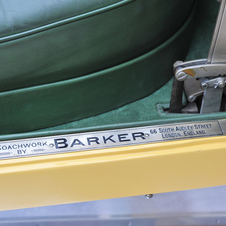 COACHWORK BY BARKER 66 SOUTH AUDLEY STREET
LONDON, ENGLAND